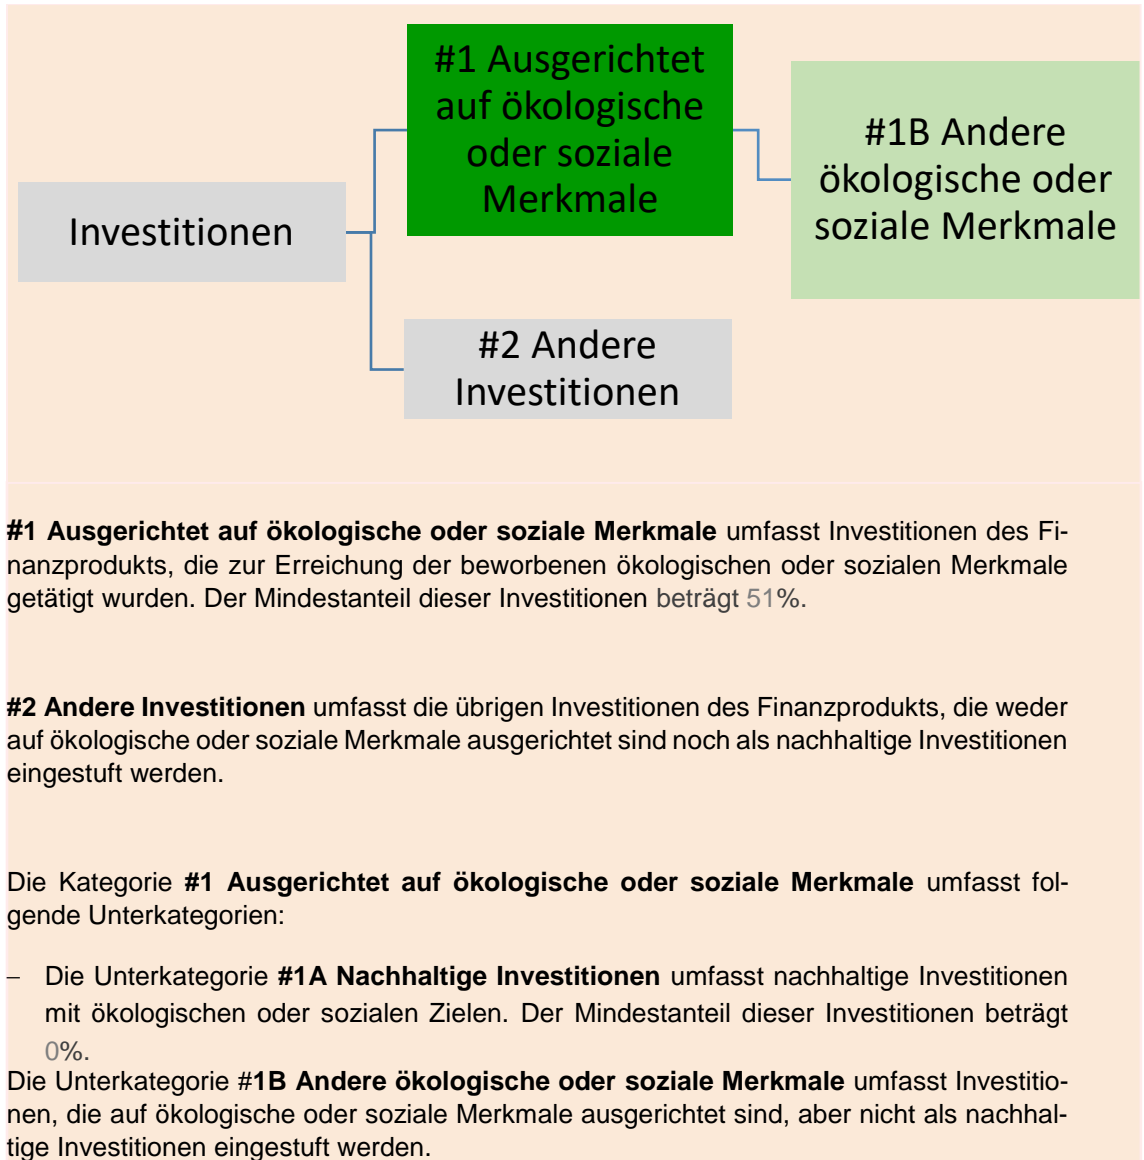 #1 Ausgerichtet
auf ökologische
oder soziale
Merkmale
#1B Andere
ökologische oder
soziale Merkmale
Investitionen
#2 Andere
Investitionen
#1 Ausgerichtet auf ökologische oder soziale Merkmale umfasst Investitionen des Fi-
nanzprodukts, die zur Erreichung der beworbenen ökologischen oder sozialen Merkmale
getätigt wurden. Der Mindestanteil dieser Investitionen beträgt 51%.
#2 Andere Investitionen umfasst die übrigen Investitionen des Finanzprodukts, die weder
auf ökologische oder soziale Merkmale ausgerichtet sind noch als nachhaltige Investitionen
eingestuft werden.
Die Kategorie #1 Ausgerichtet auf ökologische oder soziale Merkmale umfasst fol-
gende Unterkategorien:
– Die Unterkategorie #1A Nachhaltige Investitionen umfasst nachhaltige Investitionen
mit ökologischen oder sozialen Zielen. Der Mindestanteil dieser Investitionen beträgt
0%.
Die Unterkategorie #1B Andere ökologische oder soziale Merkmale umfasst Investitio-
nen, die auf ökologische oder soziale Merkmale ausgerichtet sind, aber nicht als nachhal-
tige Investitionen eingestuft werden.